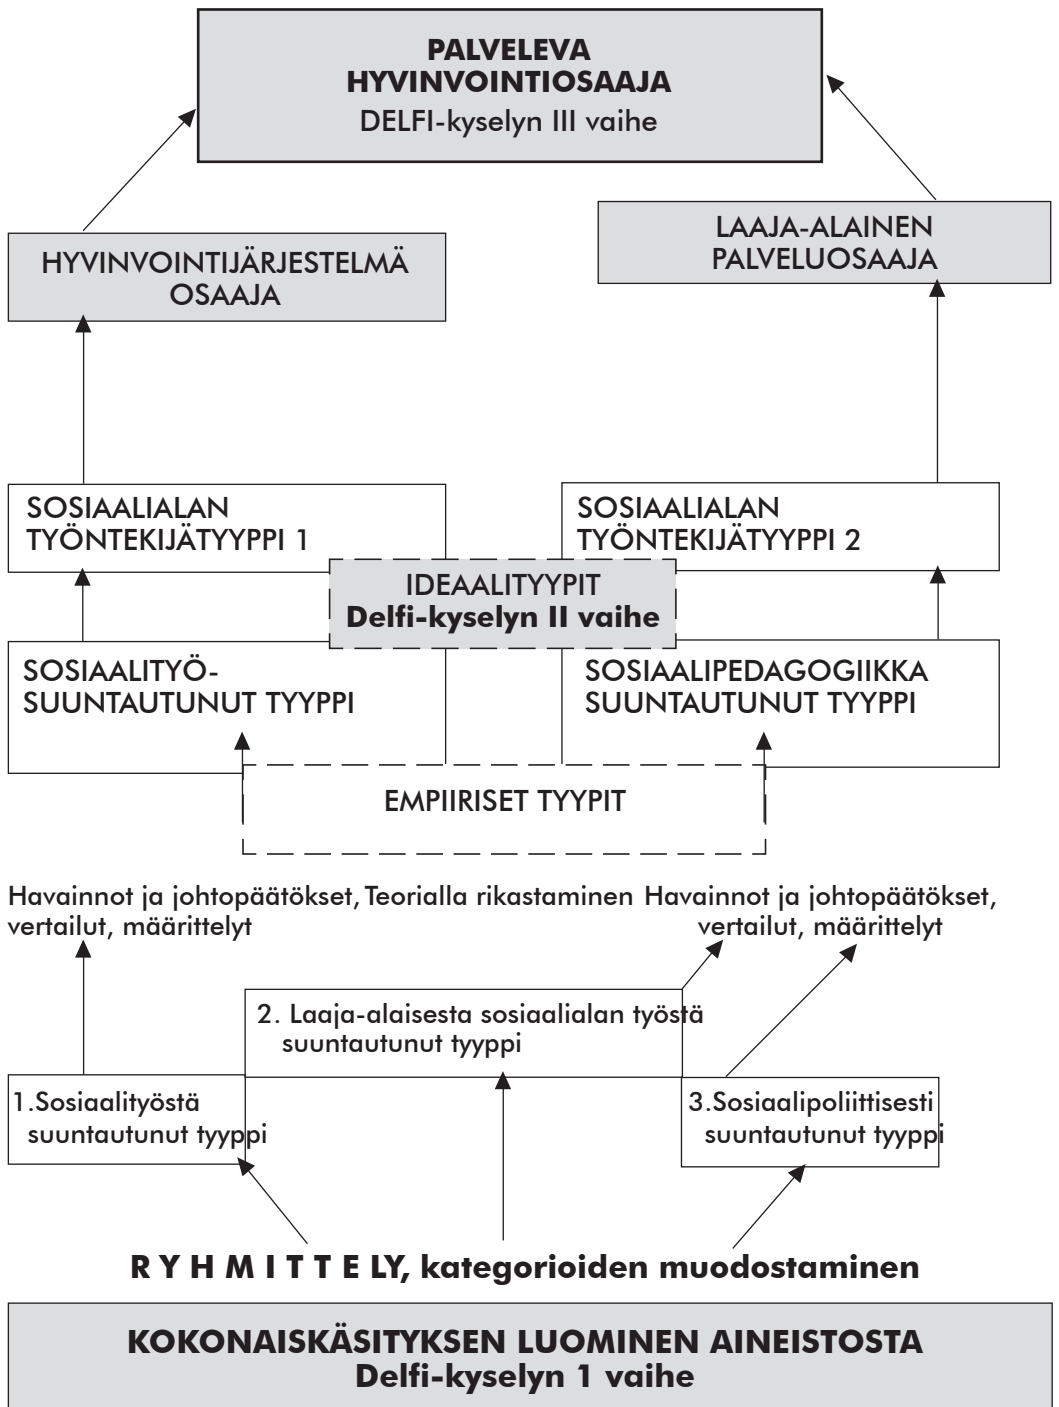 PALVELEVA
HYVINVOINTIOSAAJA
DELFI-kyselyn III vaihe
HYVINVOINTIJÄRJESTELMÄ
OSAAJA
LAAJA-ALAINEN
PALVELUOSAAJA
SOSIAALIALAN
TYÖNTEKIJÄTYYPPI 1
SOSIAALIALAN
TYÖNTEKIJÄTYYPPI 2
IDEAALITYYPIT
Delfi-kyselyn II vaihe
SOSIAALITYÖ-
SUUNTAUTUNUT TYYPPI
SOSIAALIPEDAGOGIIKKA
SUUNTAUTUNUT TYYPPI
EMPIIRISET TYYPIT
Havainnot ja johtopäätökset,
vertailut, määrittelyt
Teorialla rikastaminen
Havainnot ja johtopäätökset,
vertailut, määrittelyt
2. Laaja-alaisesta sosiaalialan työstä
suuntautunut tyyppi
1.Sosiaalityöstä
suuntautunut tyyppi
3.Sosiaalipoliittisesti
suuntautunut tyyppi
R Y H M I T T E LY, kategorioiden muodostaminen
KOKONAISKÄSITYKSEN LUOMINEN AINEISTOSTA
Delfi-kyselyn 1 vaihe